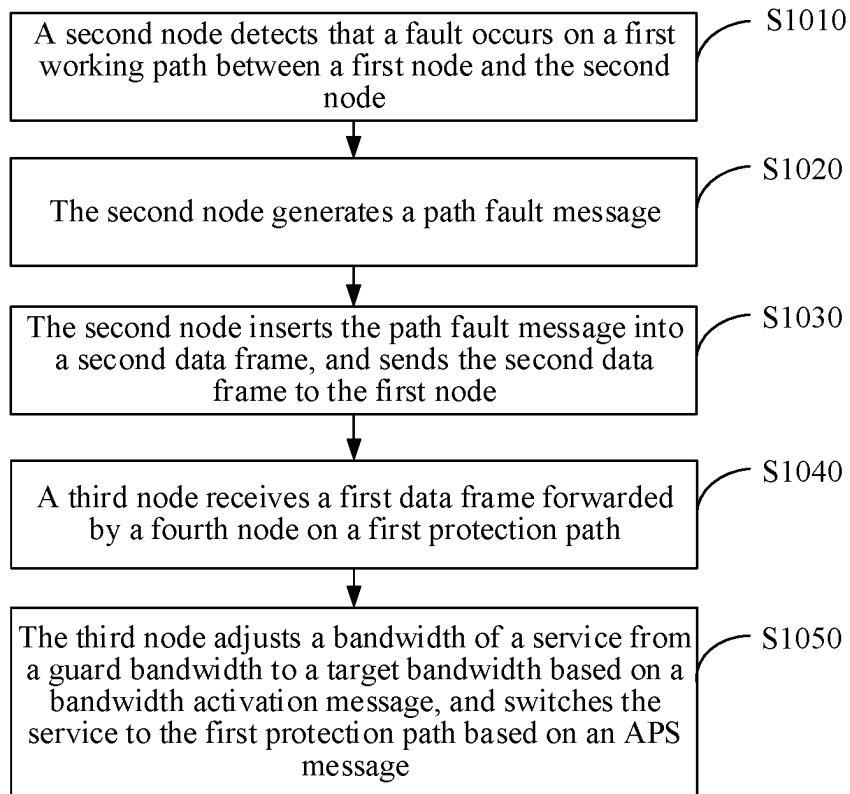 A second node detects that a fault occurs on a first
working path between a first node and the second
node
S1010
The second node generates a path fault message
S1020
The second node inserts the path fault message into
a second data frame, and sends the second data
frame to the first node
S1030
A third node receives a first data frame forwarded
by a fourth node on a first protection path
S1040
The third node adjusts a bandwidth of a service from
a guard bandwidth to a target bandwidth based on a
bandwidth activation message, and switches the
service to the first protection path based on an APS
message
S1050